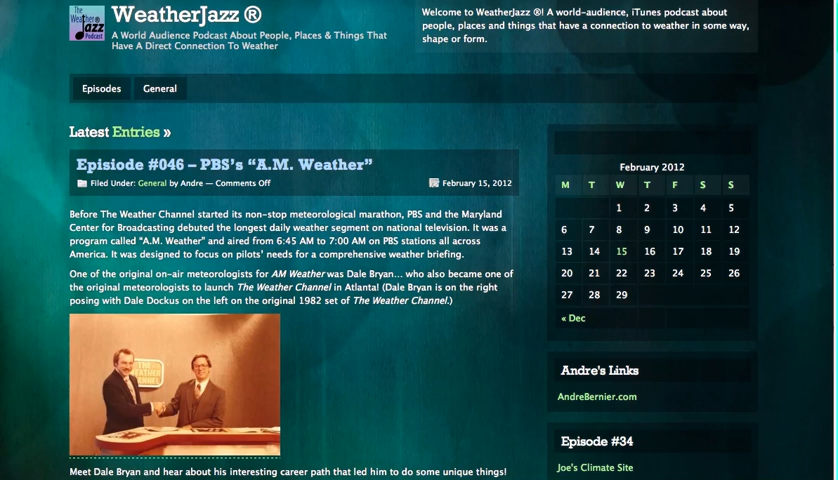 The Weather Jazz Podcast
WeatherJazz ®
A World Audience Podcast About People, Places & Things That
Have A Direct Connection To Weather
Welcome to WeatherJazz ®! A world-audience, iTunes podcast about
people, places and things that have a connection to weather in some way,
shape or form.
Episodes General
Latest Entries »
Episiode #046 – PBS's “A.M. Weather”
Filed Under: General by Andre — Comments Off
February 15, 2012
Before The Weather Channel started its non-stop meteorological marathon, PBS and the Maryland
Center for Broadcasting debuted the longest daily weather segment on national television. It was a
program called “A.M. Weather” and aired from 6:45 AM to 7:00 AM on PBS stations all across
America. It was designed to focus on pilots' needs for a comprehensive weather briefing.
One of the original on-air meteorologists for AM Weather was Dale Bryan... who also became one of
the original meteorologists to launch The Weather Channel in Atlanta! (Dale Bryan is on the right
posing with Dale Dockus on the left on the original 1982 set of The Weather Channel.)
THE
WEATHER
CHANNEL
Meet Dale Bryan and hear about his interesting career path that led him to do some unique things!
February 2012
M T W T F S S
1 2 3 4 5
6 7 8 9 10 11 12
13 14 15 16 17 18 19
20 21 22 23 24 25 26
27 28 29
« Dec
Andre's Links
AndreBernier.com
Episode #34
Joe's Climate Site